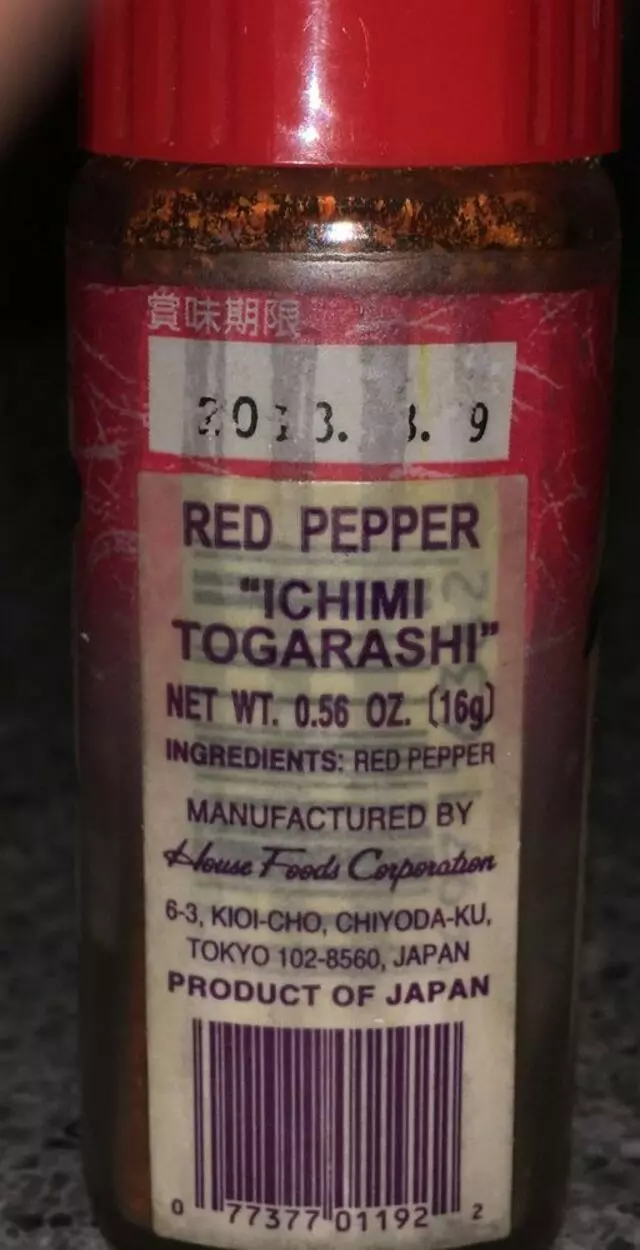 賞味期限
RED PEPPER
"ICHIMI
TOGARASHI"
NET WT. 0.56 OZ. (16g)
INGREDIENTS: RED PEPPER
MANUFACTURED BY
House Foods Corporation
6-3, KIOI-CHO, CHIYODA-KU,
TOKYO 102-8560, JAPAN
PRODUCT OF JAPAN
0 77377 01192 2